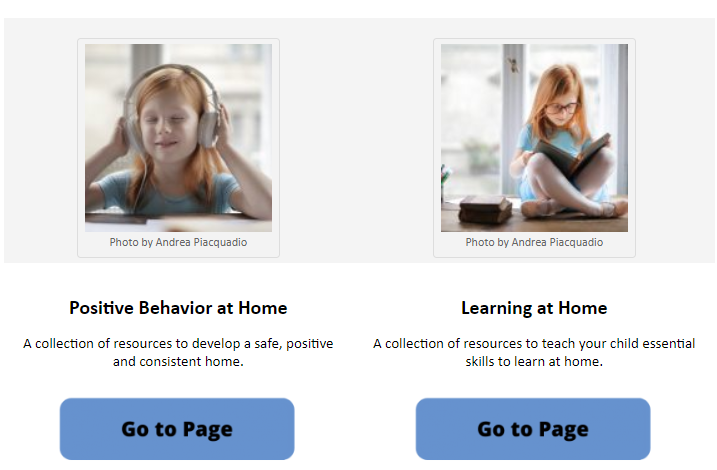 Photo by Andrea Piacquadio
Photo by Andrea Piacquadio
Positive Behavior at Home
A collection of resources to develop a safe, positive
and consistent home.
Go to Page
Learning at Home
A collection of resources to teach your child essential
skills to learn at home.
Go to Page